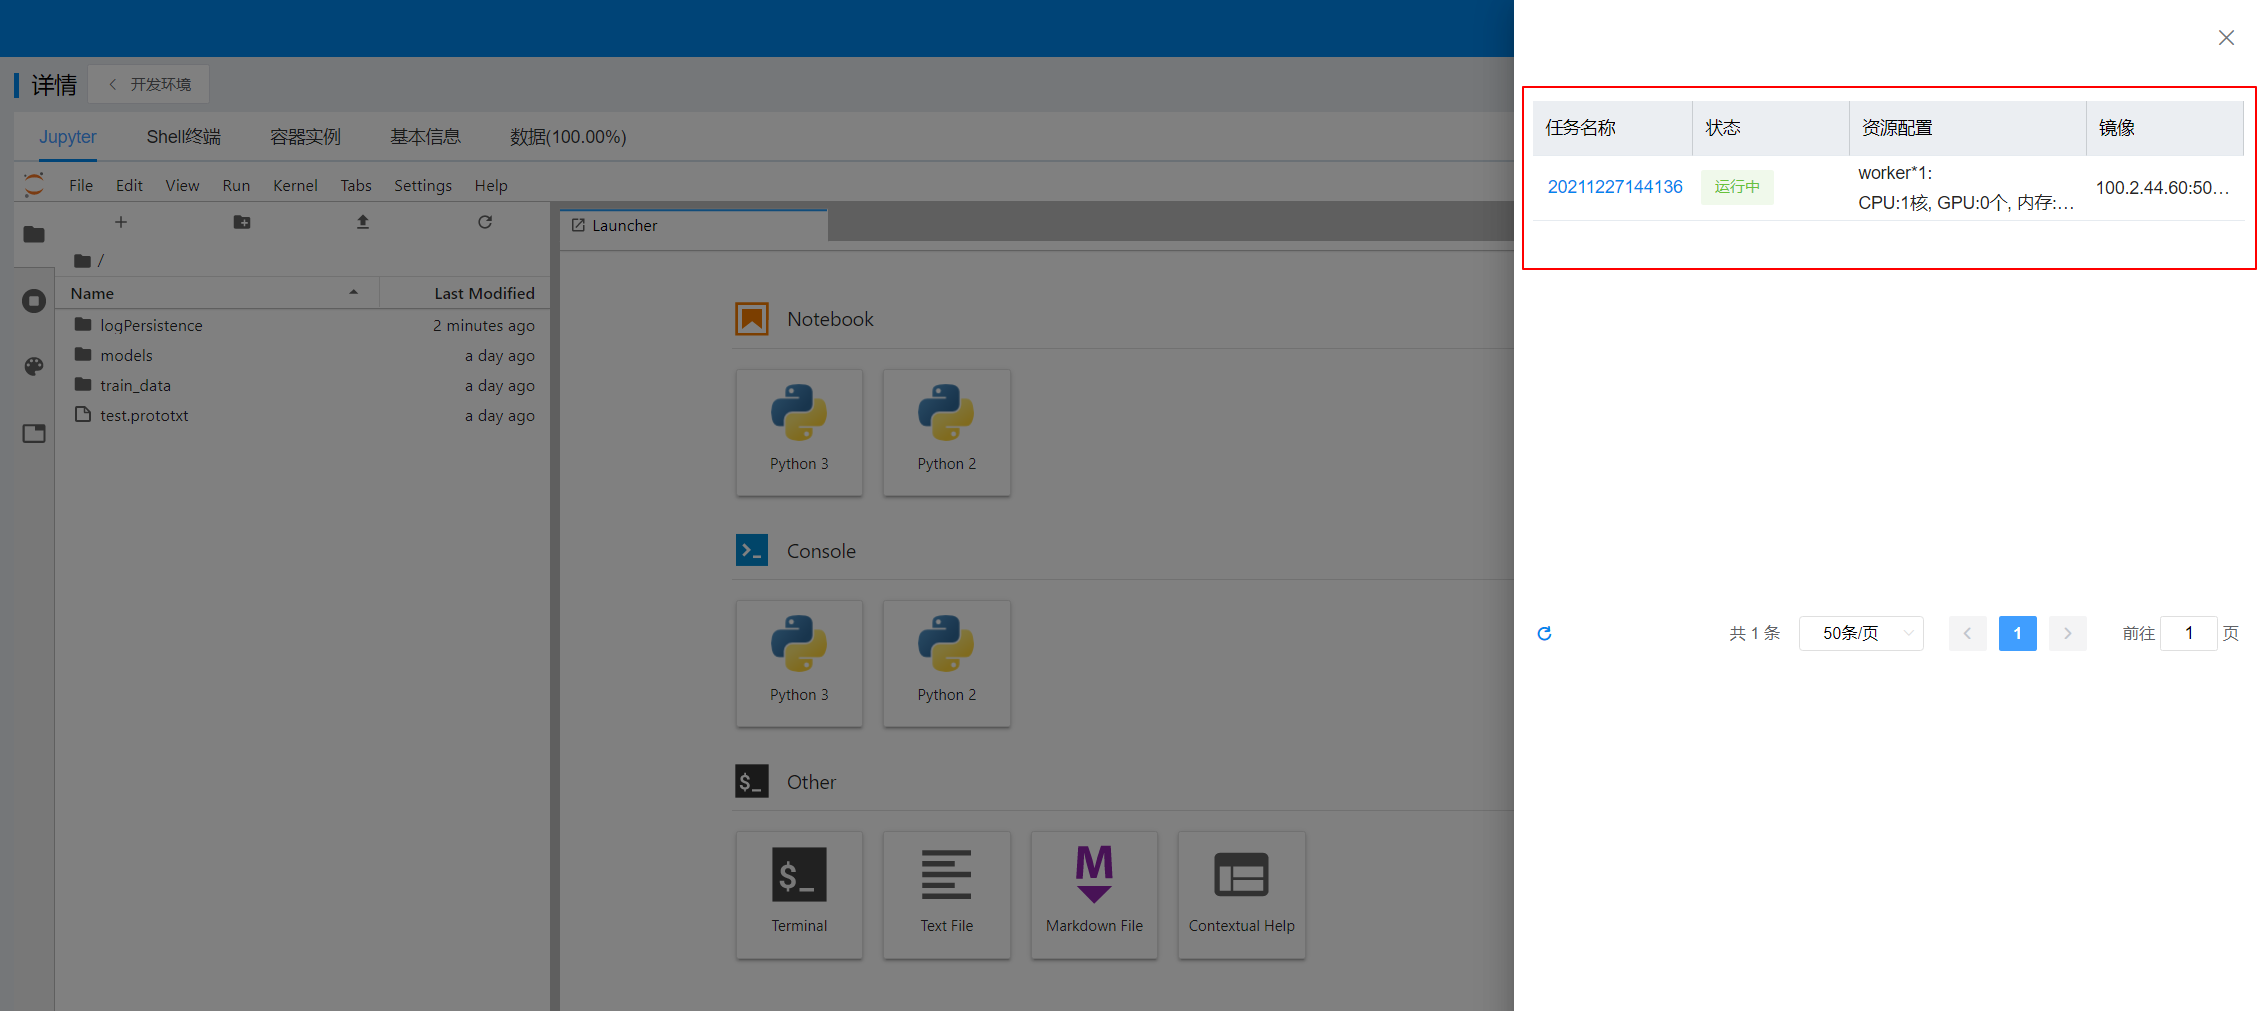 详情
开发环境
Jupyter Shell终端 容器实例 基本信息 数据(100.00%)
File Edit View Run Kernel Tabs Settings Help
/
Name Last Modified
logPersistence 2 minutes ago
models a day ago
train_data a day ago
test.prototxt a day ago
Launcher
Notebook
Python 3 Python 2
Console
Python 3 Python 2
Other
$_ M
Terminal Text File Markdown File Contextual Help
任务名称 状态 资源配置 镜像
20211227144136 运行中 worker*1: 100.2.44.60:50...
CPU:1核, GPU:0个, 内存:...
共 1 条 50条/页 1 前往 1 页